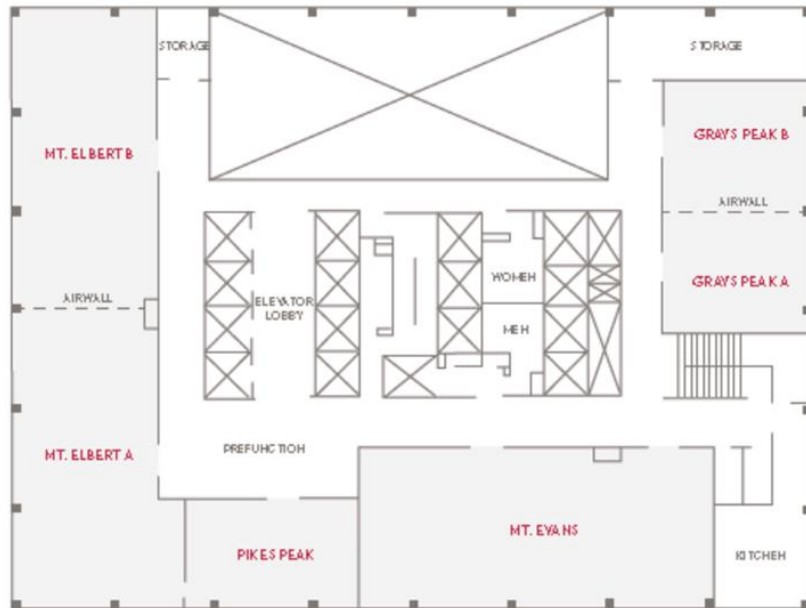 STORAGE
STORAGE
MT. ELBERT B
GRAYS PEAK B
AIRWALL
GRAYS PEAK A
WOMEN
AIRWALL
ELEVATOR
LOBBY
MEN
MT. ELBERT A
PREFUNCTION
MT. EVANS
PIKES PEAK
KITCHEN